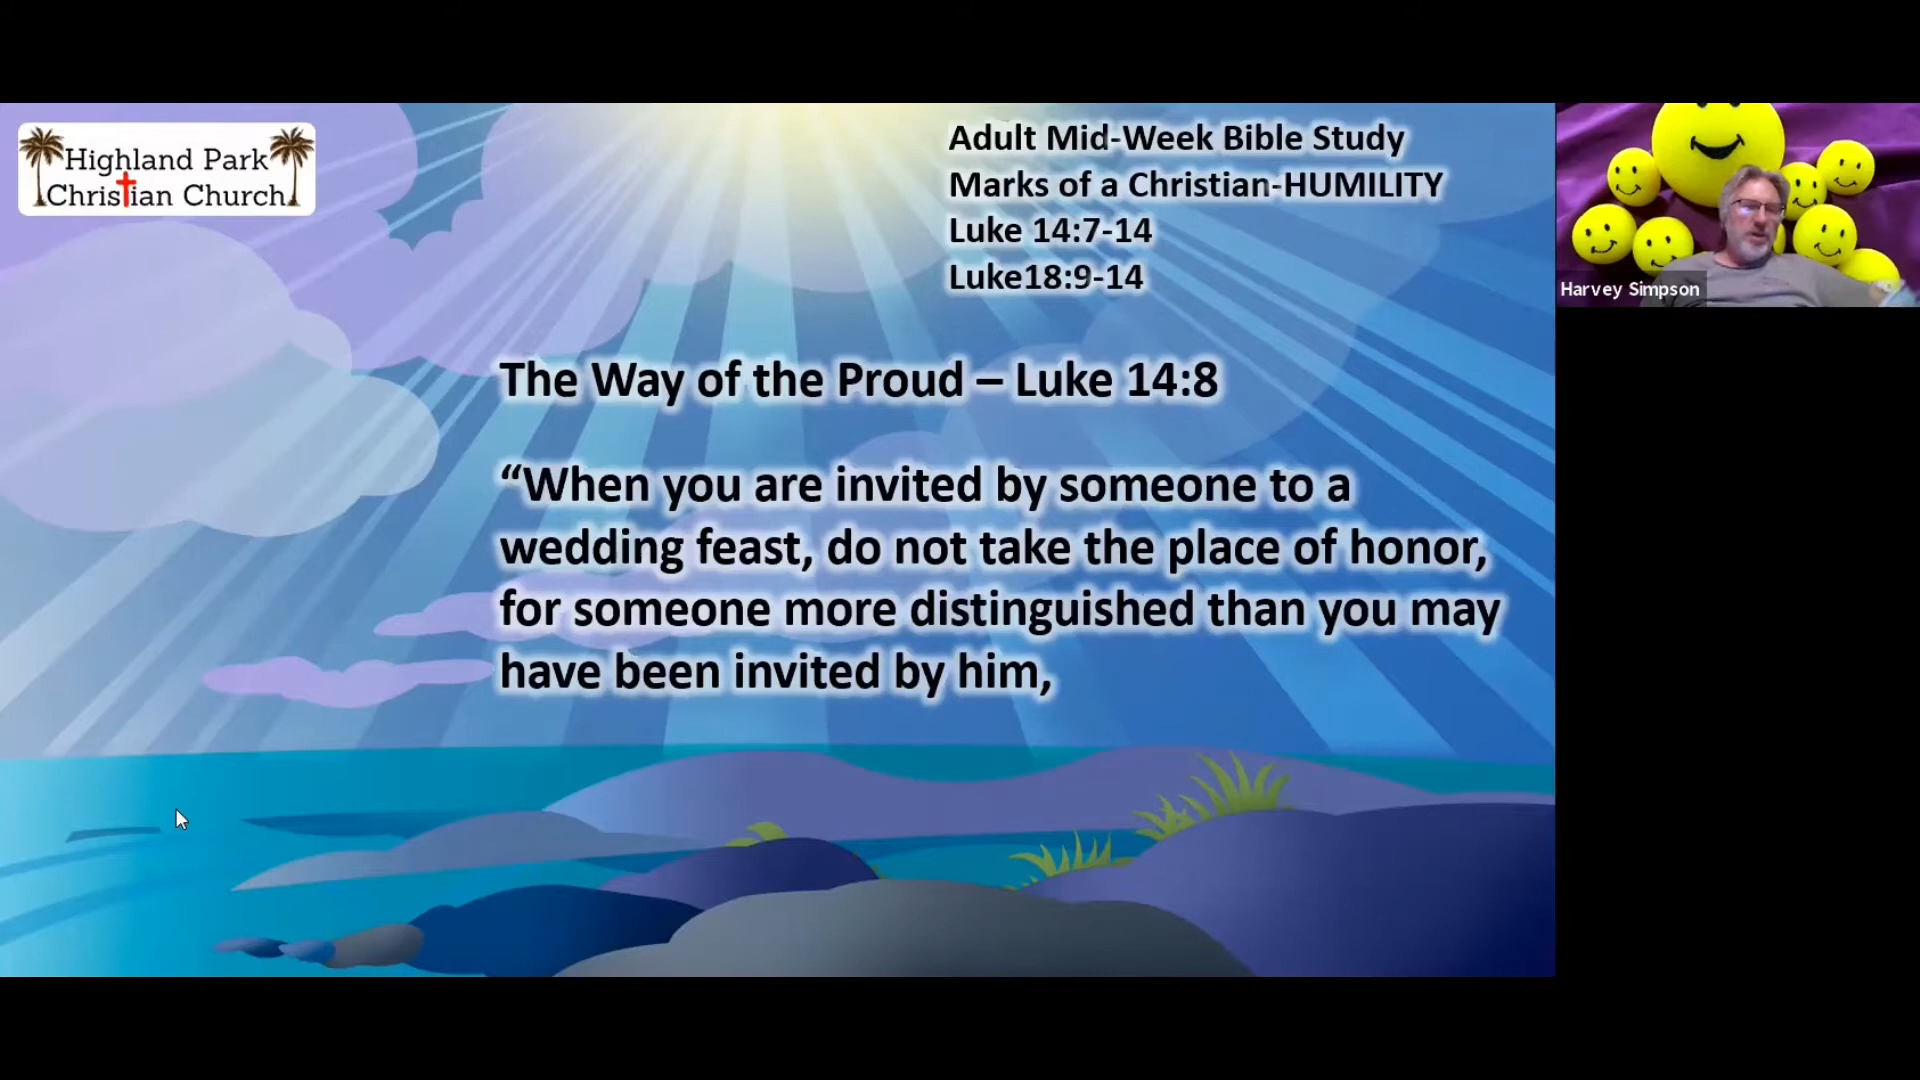 Highland Park
Christian Church
Adult Mid-Week Bible Study
Marks of a Christian-HUMILITY
Luke 14:7-14
Luke18:9-14
The Way of the Proud – Luke 14:8
“When you are invited by someone to a
wedding feast, do not take the place of honor,
for someone more distinguished than you may
have been invited by him,
Harvey Simpson